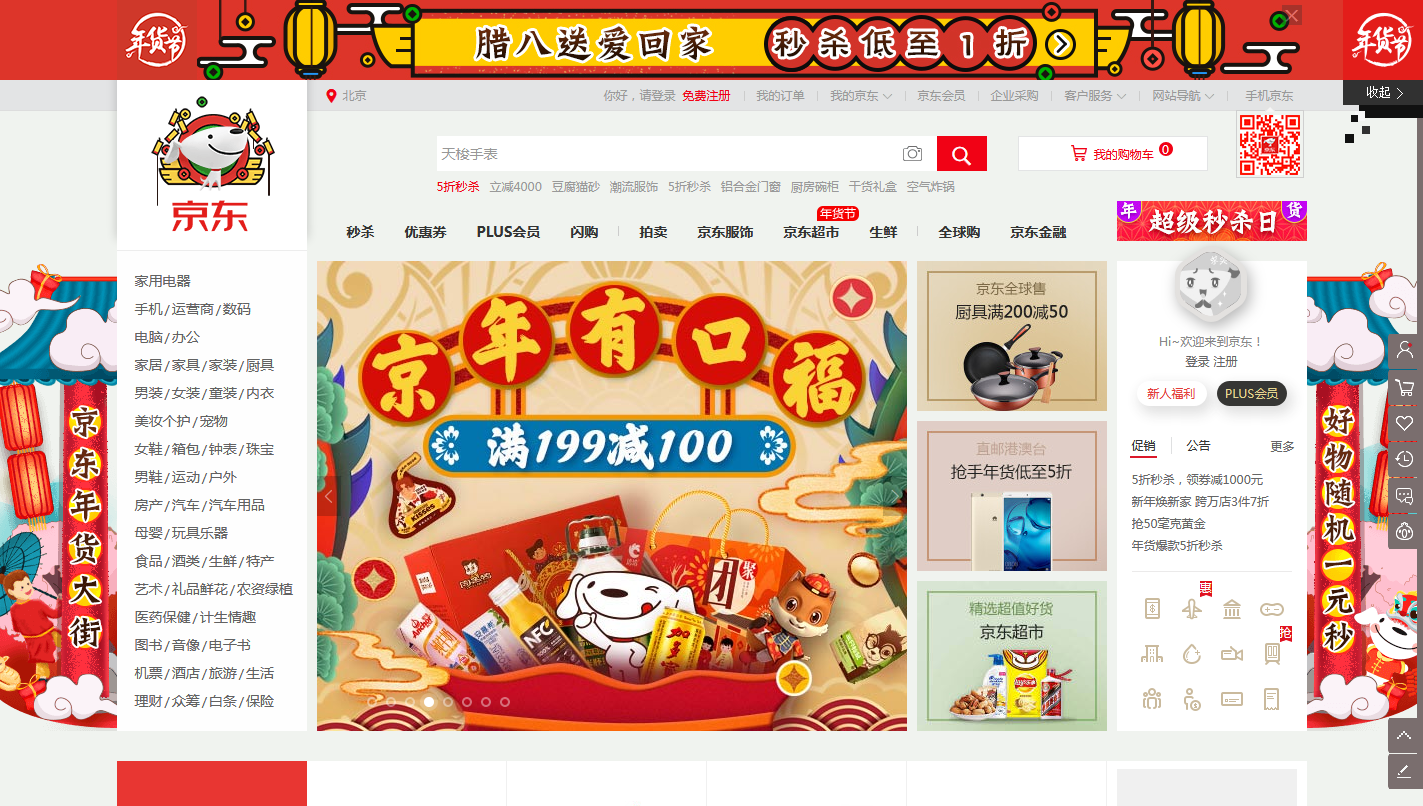 年货节
腊八送爱回家
秒杀低至1折
年货节
收起
北京
你好，请登录 免费注册
我的订单
我的京东
京东会员
企业采购
客户服务
网站导航
手机京东
京东
天梭手表
我的购物车
0
5折秒杀 立减4000 豆腐猫砂 潮流服饰 5折秒杀 铝合金门窗 厨房碗柜 干货礼盒 空气炸锅
年货节
秒杀 优惠券 PLUS会员 闪购 拍卖 京东服饰 京东超市 生鲜 全球购 京东金融
年 超级秒杀日 货
家用电器
手机/运营商/数码
电脑/办公
家居/家具/家装/厨具
男装/女装/童装/内衣
美妆个护/宠物
女鞋/箱包/钟表/珠宝
男鞋/运动/户外
房产/汽车/汽车用品
母婴/玩具乐器
食品/酒类/生鲜/特产
艺术/礼品鲜花/农资绿植
医药保健/计生情趣
图书/音像/电子书
机票/酒店/旅游/生活
理财/众筹/白条/保险
京东年货大街
京年有口福
满199减100
KISSES
聚
团
NFC
京东全球售
厨具满200减50
直邮港澳台
抢手年货低至5折
精选超值好货
京东超市
Hi~欢迎来到京东！
登录 注册
新人福利 PLUS会员
促销 公告 更多
5折秒杀，领券减1000元
新年焕新家 跨万店3件7折
抢50毫克黄金
年货爆款5折秒杀
惠
抢
好物随机一元秒